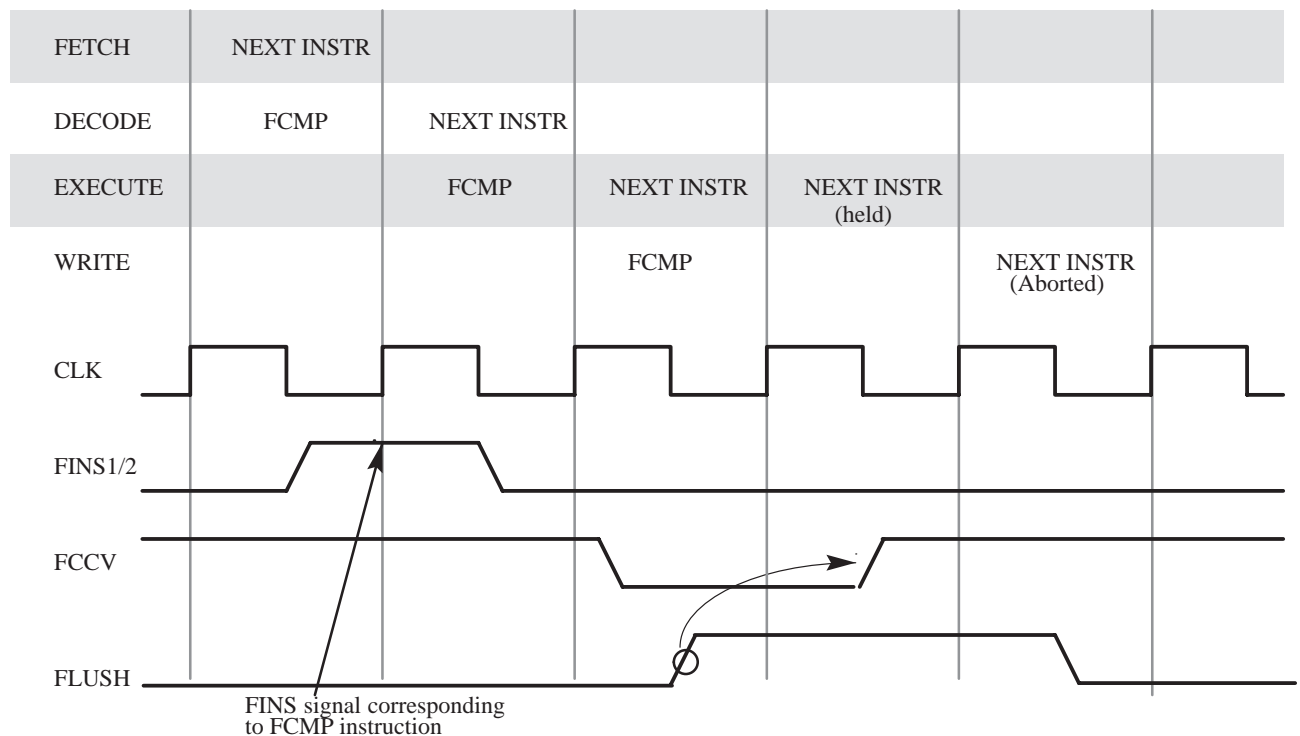 FETCH NEXT INSTR
DECODE FCMP NEXT INSTR
EXECUTE FCMP NEXT INSTR NEXT INSTR
(held)
WRITE FCMP NEXT INSTR
(Aborted)
CLK
FINS1/2
FCCV
FLUSH
FINS signal corresponding
to FCMP instruction